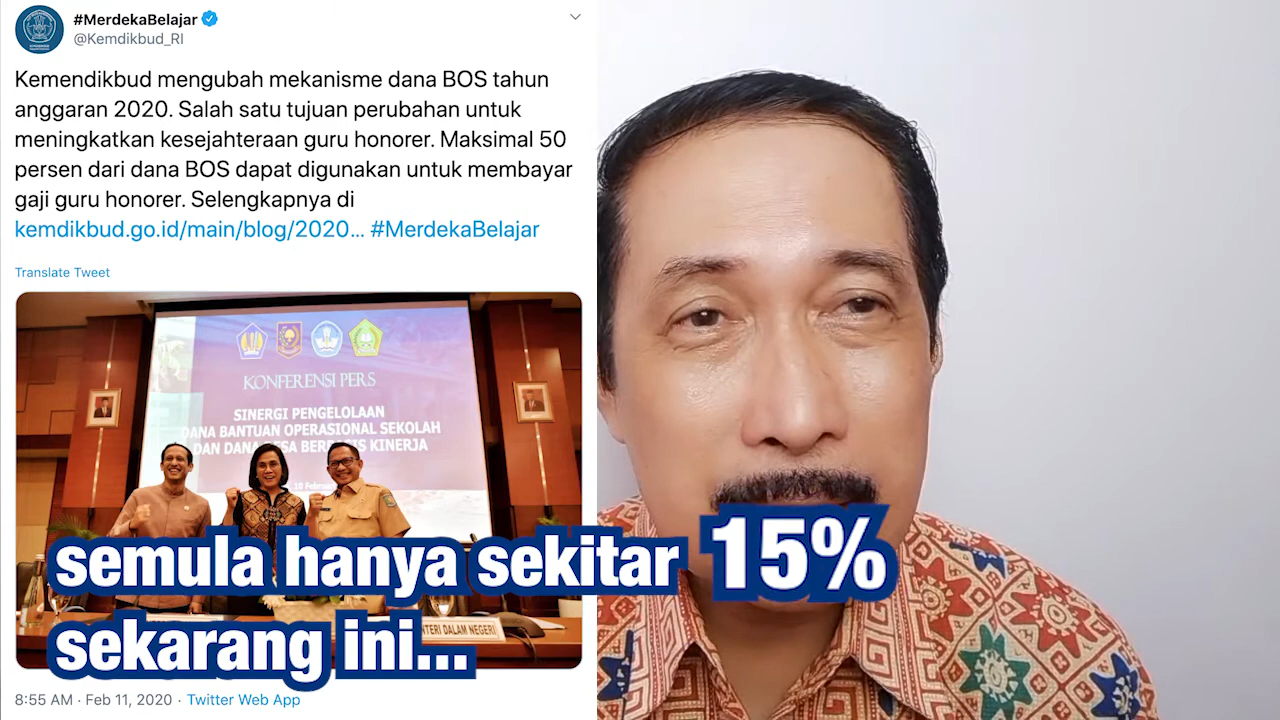 #MerdekaBelajar
@Kemdikbud_RI
Kemendikbud mengubah mekanisme dana BOS tahun
anggaran 2020. Salah satu tujuan perubahan untuk
meningkatkan kesejahteraan guru honorer. Maksimal 50
persen dari dana BOS dapat digunakan untuk membayar
gaji guru honorer. Selengkapnya di
kemdikbud.go.id/main/blog/2020... #MerdekaBelajar
Translate Tweet
KONFERENSI PERS
SINERGI PENGELOLAAN
DANA BANTUAN OPERASIONAL SEKOLAH
DAN DANA DESA BERBASIS KINERJA
semula hanya sekitar 15%
sekarang ini...
DALAM NEGERI
8:55 AM · Feb 11, 2020 · Twitter Web App